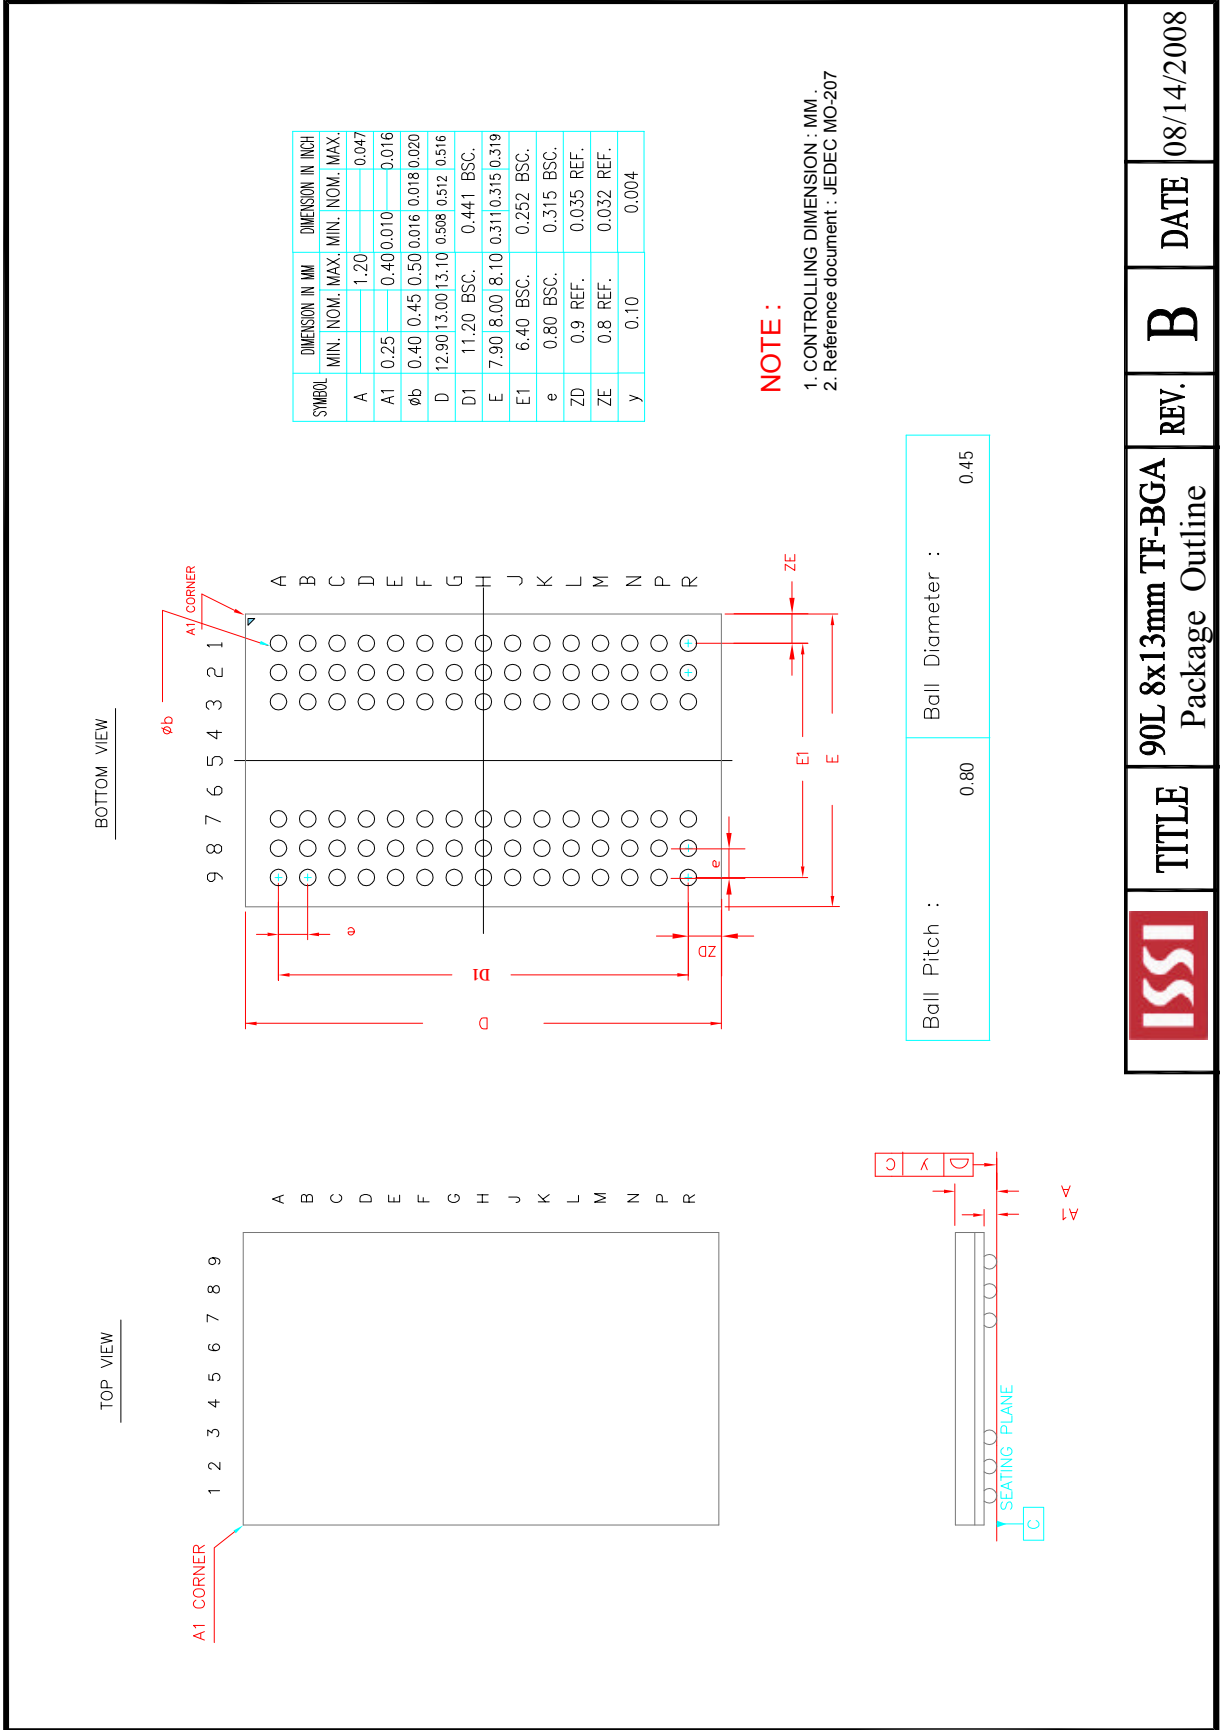 TOP VIEW
A1 CORNER
1 2 3 4 5 6 7 8 9
A
B
C
D
E
F
G
H
J
K
L
M
N
P
R
BOTTOM VIEW
9 8 7 6 5 4 3 2 1
Øb
A1 CORNER
A
B
C
D
E
F
G
H
J
K
L
M
N
P
R
e
D1
D
ZD
e
E1
E
ZE
SYMBOL DIMENSION IN MM DIMENSION IN INCH
MIN. NOM. MAX. MIN. NOM. MAX.
A 1.20 0.047
A1 0.25 0.40 0.010 0.016
Øb 0.40 0.45 0.50 0.016 0.018 0.020
D 12.90 13.00 13.10 0.508 0.512 0.516
D1 11.20 BSC. 0.441 BSC.
E 7.90 8.00 8.10 0.311 0.315 0.319
E1 6.40 BSC. 0.252 BSC.
e 0.80 BSC. 0.315 BSC.
ZD 0.9 REF. 0.035 REF.
ZE 0.8 REF. 0.032 REF.
y 0.10 0.004
NOTE :
1. CONTROLLING DIMENSION : MM .
2. Reference document : JEDEC MO-207
C y D
A
A1
SEATING PLANE
C
Ball Pitch : 0.80
Ball Diameter : 0.45
ISSI
TITLE
90L 8x13mm TF-BGA
Package Outline
REV.
B
DATE
08/14/2008